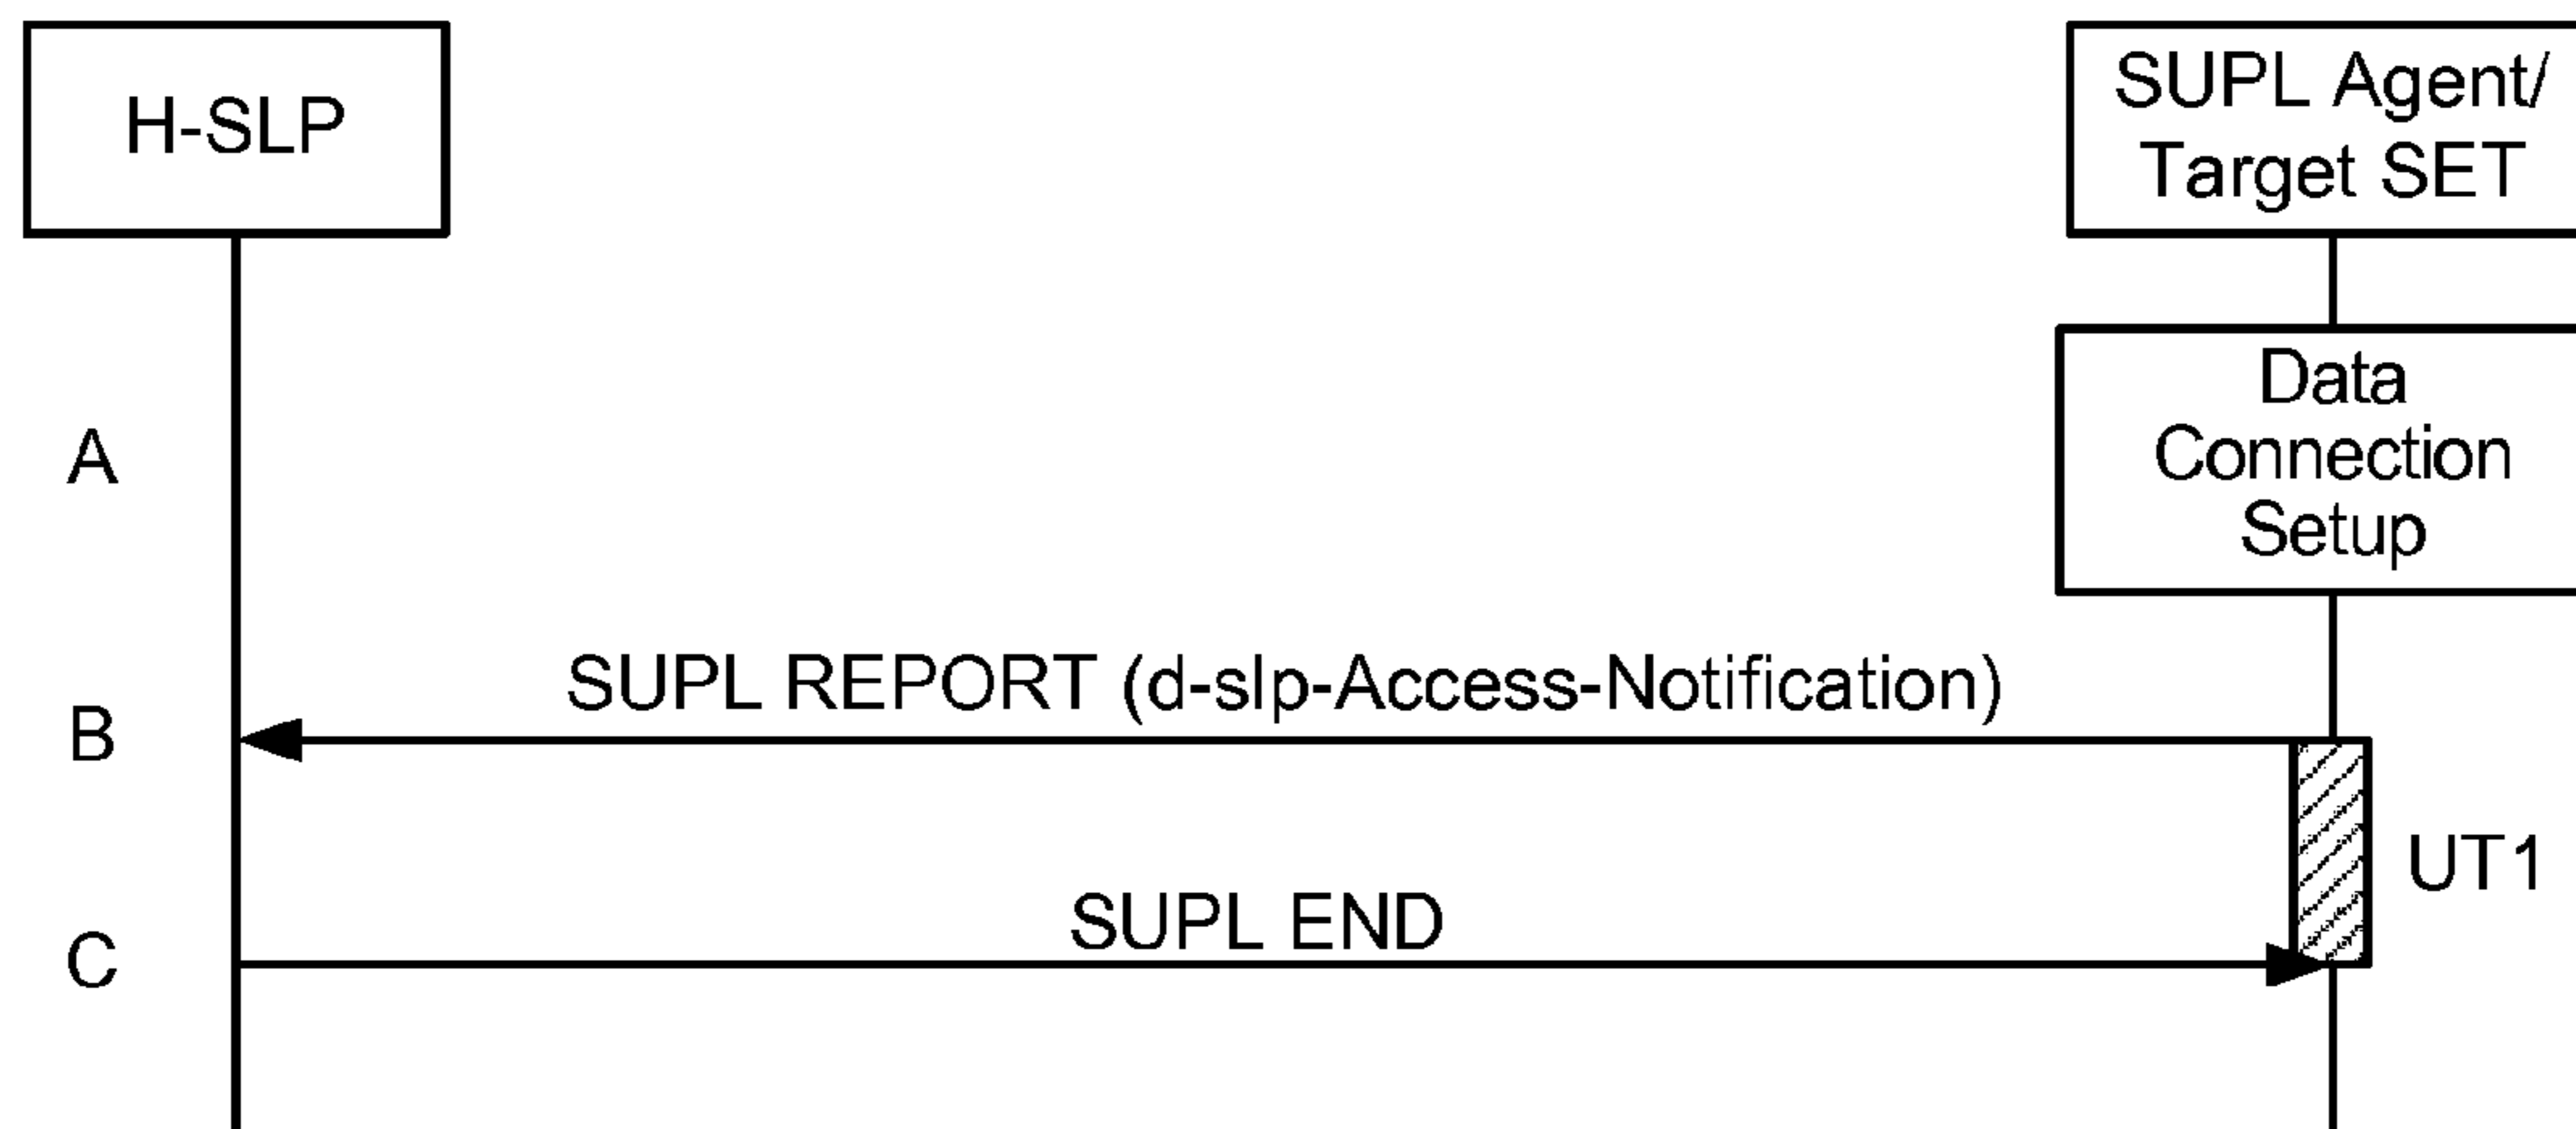 H-SLP
SUPL Agent/
Target SET
Data
Connection
Setup
A
SUPL REPORT (d-slp-Access-Notification)
B
UT1
SUPL END
C